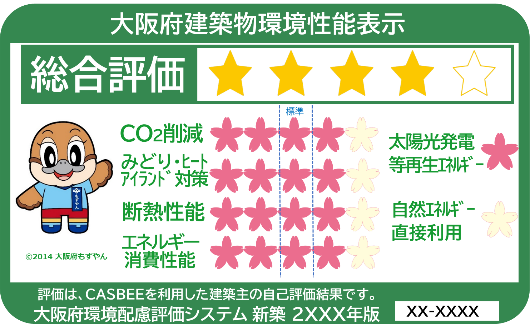 大阪府建築物環境性能表示
総合評価
標準
CO2削減
みどり・ヒート
アイランド対策
断熱性能
エネルギー
消費性能
太陽光発電
等再生エネルギー
自然エネルギー
直接利用
もずやん
©2014 大阪府もずやん
評価は、CASBEEを利用した建築主の自己評価結果です。
大阪府環境配慮評価システム 新築 2XXX年版
XX-XXXX